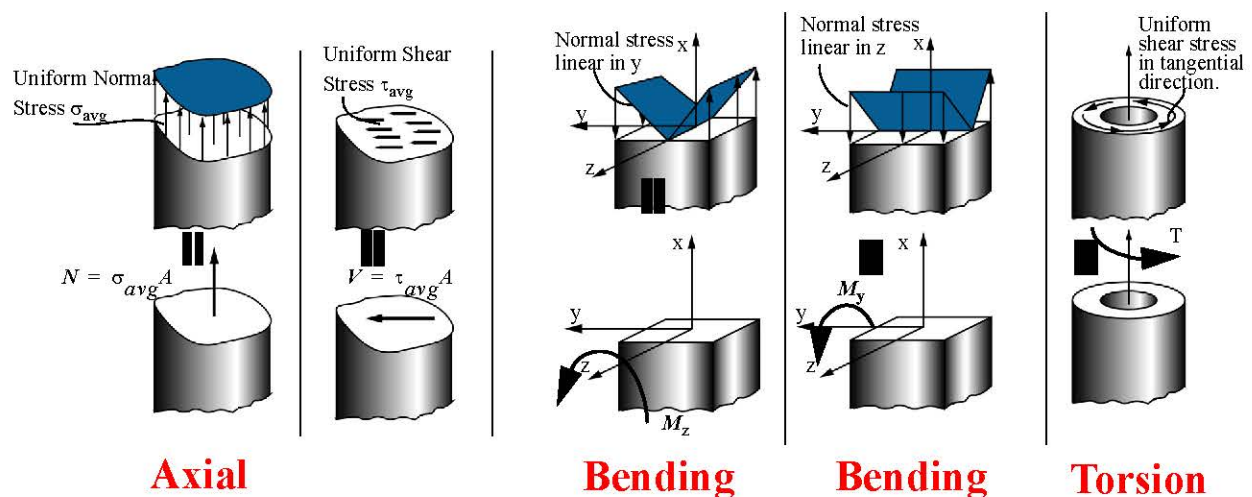 Uniform Normal
Stress σavg
N = σavgA
Axial
Uniform Shear
Stress τavg
V = τavgA
Normal stress
linear in y
x
y
z
x
y
z
Mz
Bending
Normal stress
linear in z
x
y
z
x
My
y
z
Bending
Uniform
shear stress
in tangential
direction.
T
Torsion